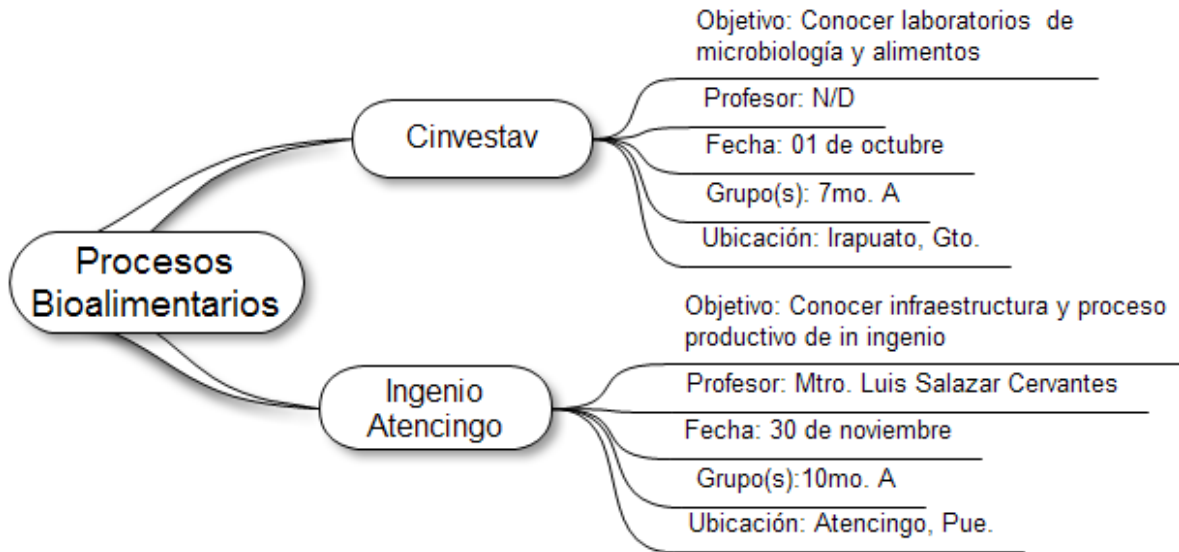 Procesos
Bioalimentarios
Cinvestav
Objetivo: Conocer laboratorios de
microbiología y alimentos
Profesor: N/D
Fecha: 01 de octubre
Grupo(s): 7mo. A
Ubicación: Irapuato, Gto.
Ingenio
Atencingo
Objetivo: Conocer infraestructura y proceso
productivo de in ingenio
Profesor: Mtro. Luis Salazar Cervantes
Fecha: 30 de noviembre
Grupo(s):10mo. A
Ubicación: Atencingo, Pue.